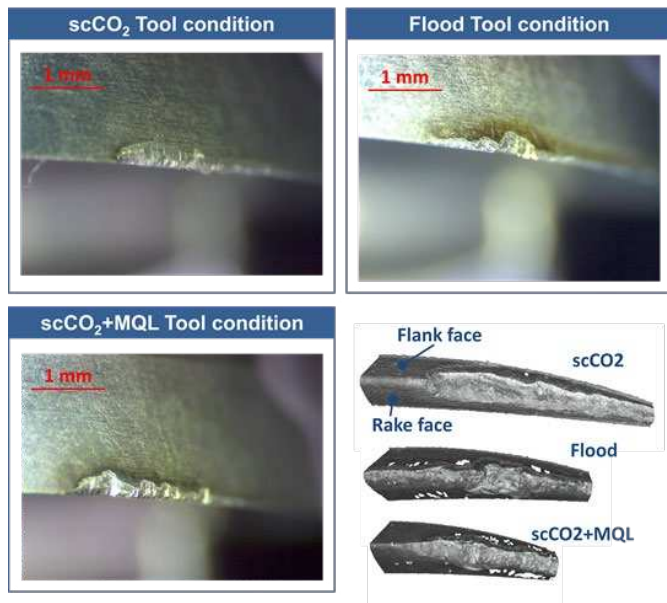 scCO₂ Tool condition
1 mm
Flood Tool condition
1 mm
scCO₂+MQL Tool condition
1 mm
Flank face
scCO2
Rake face
Flood
scCO2+MQL